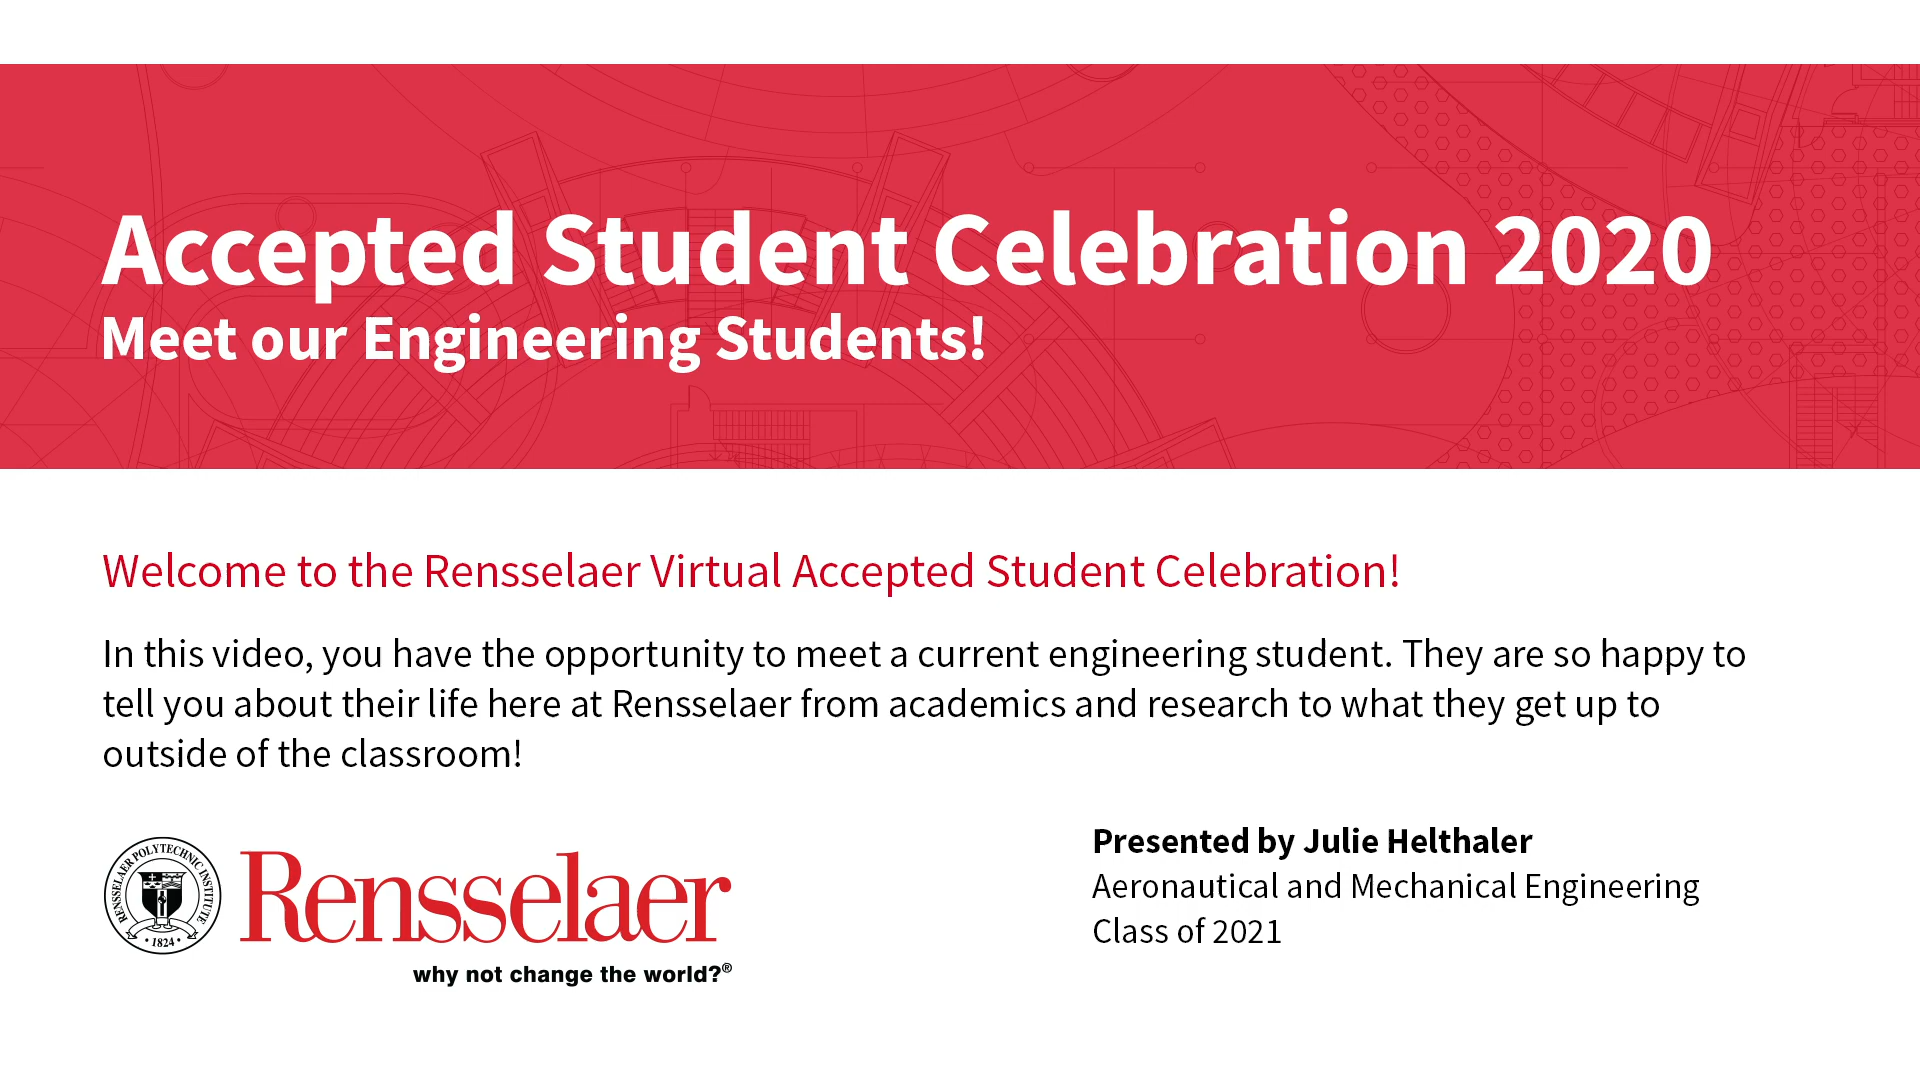 Accepted Student Celebration 2020
Meet our Engineering Students!
Welcome to the Rensselaer Virtual Accepted Student Celebration!
In this video, you have the opportunity to meet a current engineering student. They are so happy to
tell you about their life here at Rensselaer from academics and research to what they get up to
outside of the classroom!
RENSSELAER POLYTECHNIC INSTITUTE
• 1824 •
Rensselaer
why not change the world?®
Presented by Julie Helthaler
Aeronautical and Mechanical Engineering
Class of 2021